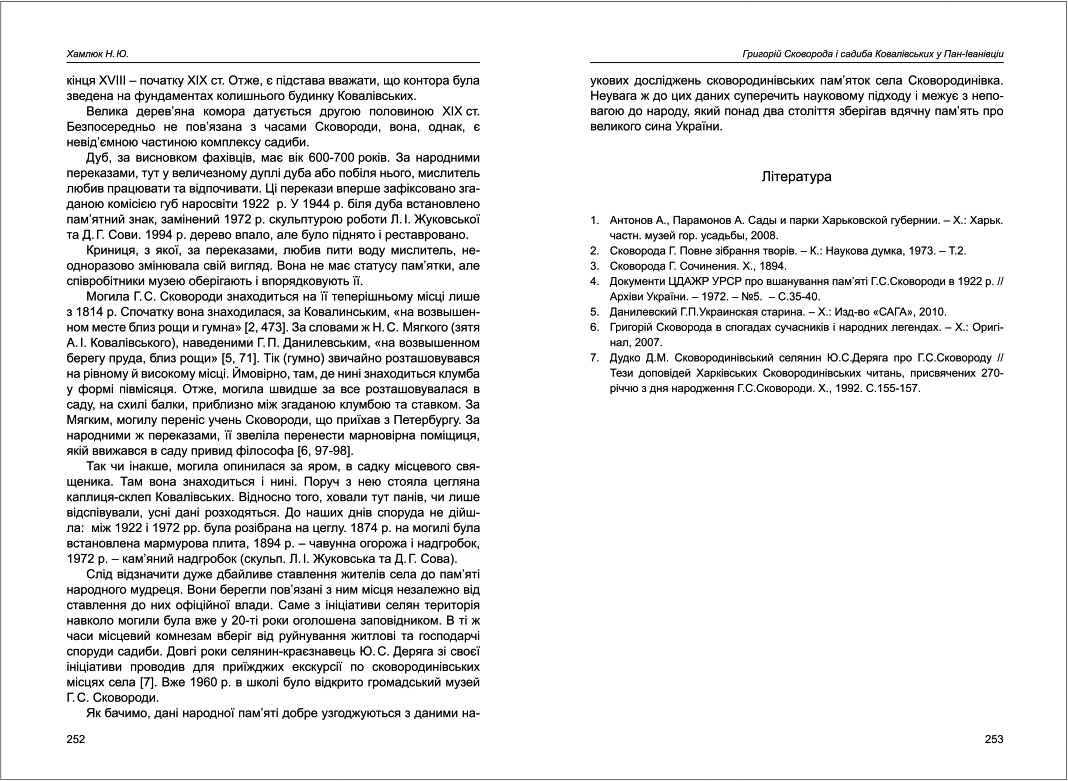 Хамлюк Н. Ю.
кінця XVIII – початку XIX ст. Отже, є підстава вважати, що контора була
зведена на фундаментах колишнього будинку Ковалівських.
Велика дерев’яна комора датується другою половиною XIX ст.
Безпосередньо не пов’язана з часами Сковороди, вона, однак, є
невід’ємною частиною комплексу садиби.
Дуб, за висновком фахівців, має вік 600-700 років. За народними
переказами, тут у величезному дуплі дуба або побіля нього, мислитель
любив працювати та відпочивати. Ці перекази вперше зафіксовано зга-
даною комісією губ наросвіти 1922 р. У 1944 р. біля дуба встановлено
пам’ятний знак, замінений 1972 р. скульптурою роботи Л. І. Жуковської
та Д. Г. Сови. 1994 р. дерево впало, але було піднято і реставровано.
Криниця, з якої, за переказами, любив пити воду мислитель, не-
одноразово змінювала свій вигляд. Вона не має статусу пам’ятки, але
співробітники музею оберігають і впорядковують її.
Могила Г. С. Сковороди знаходиться на її теперішньому місці лише
з 1814 р. Спочатку вона знаходилася, за Ковалинським, «на возвышен-
ном месте близ рощи и гумна» [2, 473]. За словами ж Н. С. Мягкого (зятя
А. І. Ковалівського), наведеними Г. П. Данилевським, «на возвышенном
берегу пруда, близ рощи» [5, 71]. Тік (гумно) звичайно розташовувався
на рівному й високому місці. Ймовірно, там, де нині знаходиться клумба
у формі півмісяця. Отже, могила швидше за все розташовувалася в
саду, на схилі балки, приблизно між згаданою клумбою та ставком. За
Мягким, могилу переніс учень Сковороди, що приїхав з Петербургу. За
народними ж переказами, її звеліла перенести марновірна поміщиця,
якій ввижався в саду привид філософа [6, 97-98].
Так чи інакше, могила опинилася за яром, в садку місцевого свя-
щеника. Там вона знаходиться і нині. Поруч з нею стояла цегляна
каплиця-склеп Ковалівських. Відносно того, ховали тут панів, чи лише
відспівували, усні дані розходяться. До наших днів споруда не дійш-
ла: між 1922 і 1972 рр. була розібрана на цеглу. 1874 р. на могилі була
встановлена мармурова плита, 1894 р. – чавунна огорожа і надгробок,
1972 р. – кам’яний надгробок (скульп. Л. І. Жуковська та Д. Г. Сова).
Слід відзначити дуже дбайливе ставлення жителів села до пам’яті
народного мудреця. Вони берегли пов’язані з ним місця незалежно від
ставлення до них офіційної влади. Саме з ініціативи селян територія
навколо могили була вже у 20-ті роки оголошена заповідником. В ті ж
часи місцевий комнезам вберіг від руйнування житлові та господарчі
споруди садиби. Довгі роки селянин-краєзнавець Ю. С. Деряга зі своєї
ініціативи проводив для приїжджих екскурсії по сковородинівських
місцях села [7]. Вже 1960 р. в школі було відкрито громадський музей
Г. С. Сковороди.
Як бачимо, дані народної пам’яті добре узгоджуються з даними на-
252
Григорій Сковорода і садиба Ковалівських у Пан-Іванівціи
укових досліджень сковородинівських пам’яток села Сковородинівка.
Неувага ж до цих даних суперечить науковому підходу і межує з непо-
вагою до народу, який понад два століття зберігав вдячну пам’ять про
великого сина України.
Література
1. Антонов А., Парамонов А. Сады и парки Харьковской губернии. – Х.: Харьк.
частн. музей гор. усадьбы, 2008.
2. Сковорода Г. Повне зібрання творів. – К.: Наукова думка, 1973. – Т.2.
3. Сковорода Г. Сочинения. Х., 1894.
4. Документи ЦДАЖР УРСР про вшанування пам’яті Г.С.Сковороди в 1922 р. //
Архіви України. – 1972. – №5. – С.35-40.
5. Данилевский Г.П.Украинская старина. – Х.: Изд-во «САГА», 2010.
6. Григорій Сковорода в спогадах сучасників і народних легендах. – Х.: Оригі-
нал, 2007.
7. Дудко Д.М. Сковородинівський селянин Ю.С.Деряга про Г.С.Сковороду //
Тези доповідей Харківських Сковородинівських читань, присвячених 270-
річчю з дня народження Г.С.Сковороди. Х., 1992. С.155-157.
253